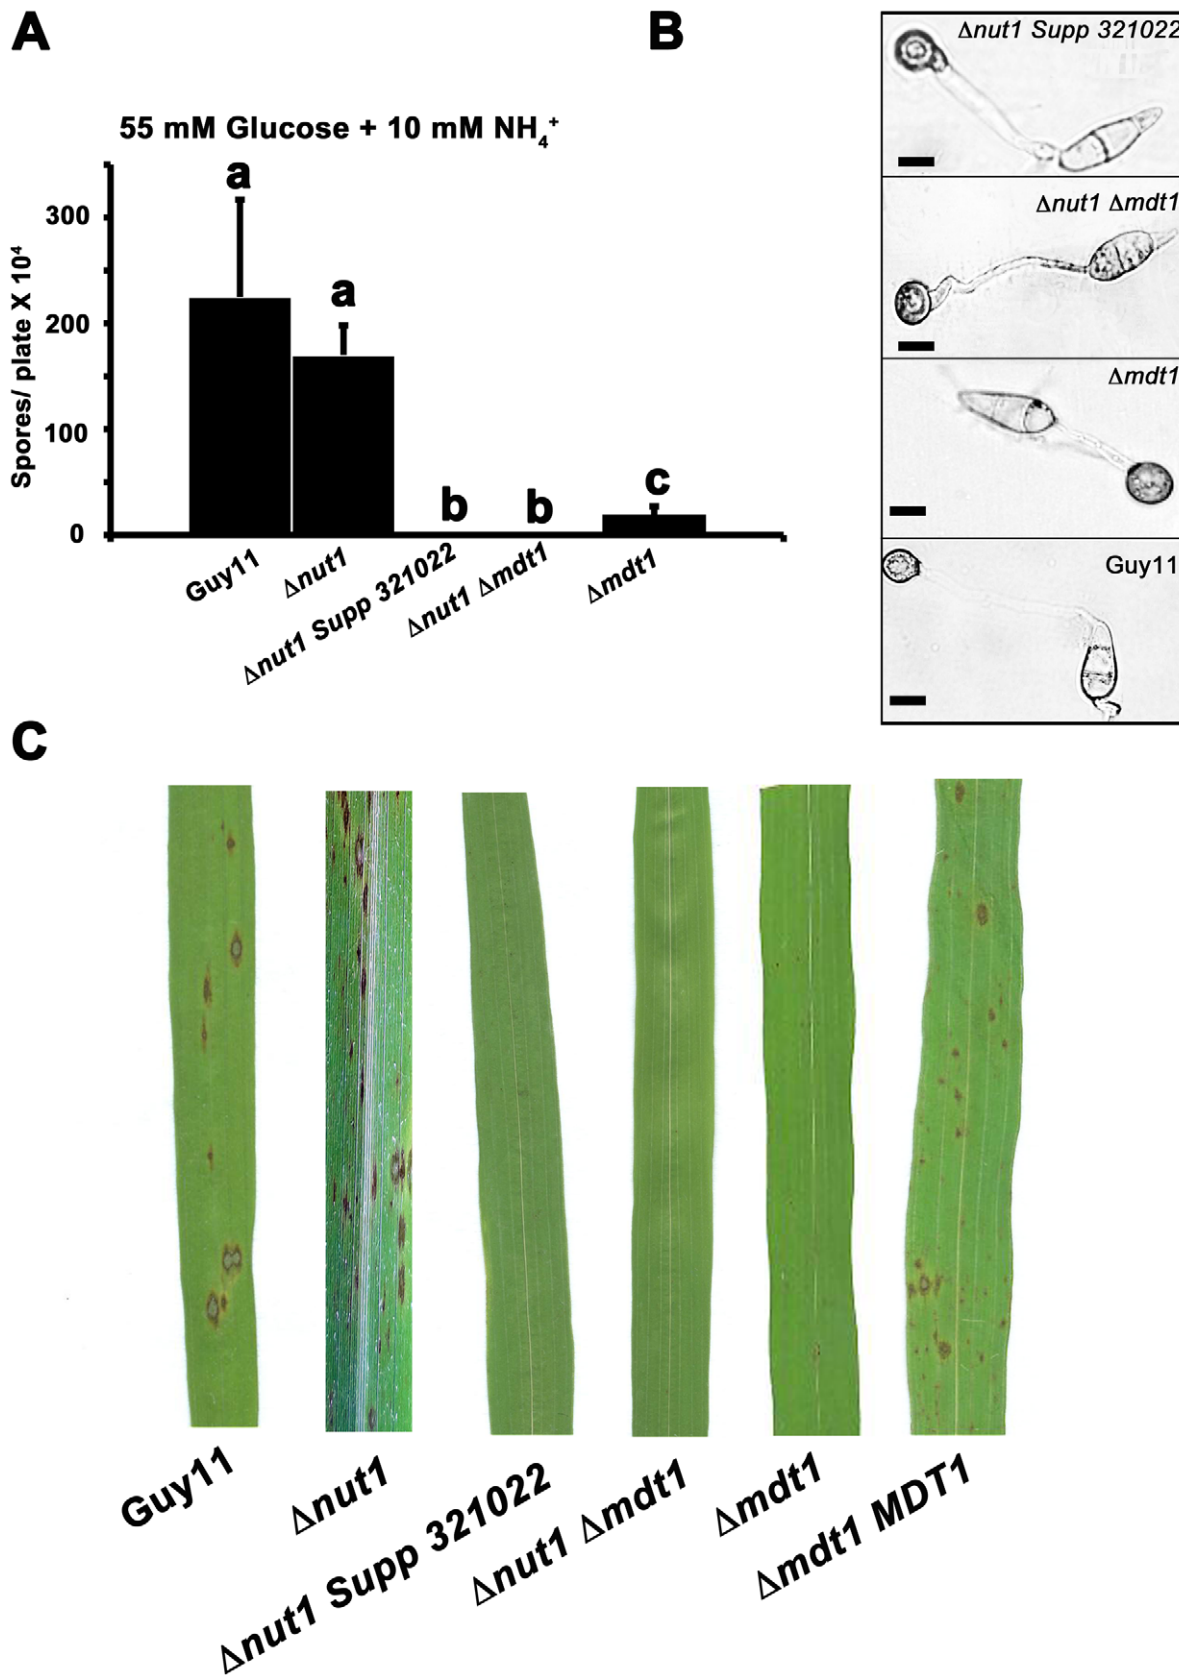 A
B
55 mM Glucose + 10 mM NH₄⁺
Spores/ plate X 10⁴
300
200
100
0
a
a
b
b
c
Guy11
Δnut1
Δnut1 Supp 321022
Δnut1 Δmdt1
Δmdt1
Δnut1 Supp 321022
Δnut1 Δmdt1
Δmdt1
Guy11
C
Guy11
Δnut1
Δnut1 Supp 321022
Δnut1 Δmdt1
Δmdt1
Δmdt1 MDT1